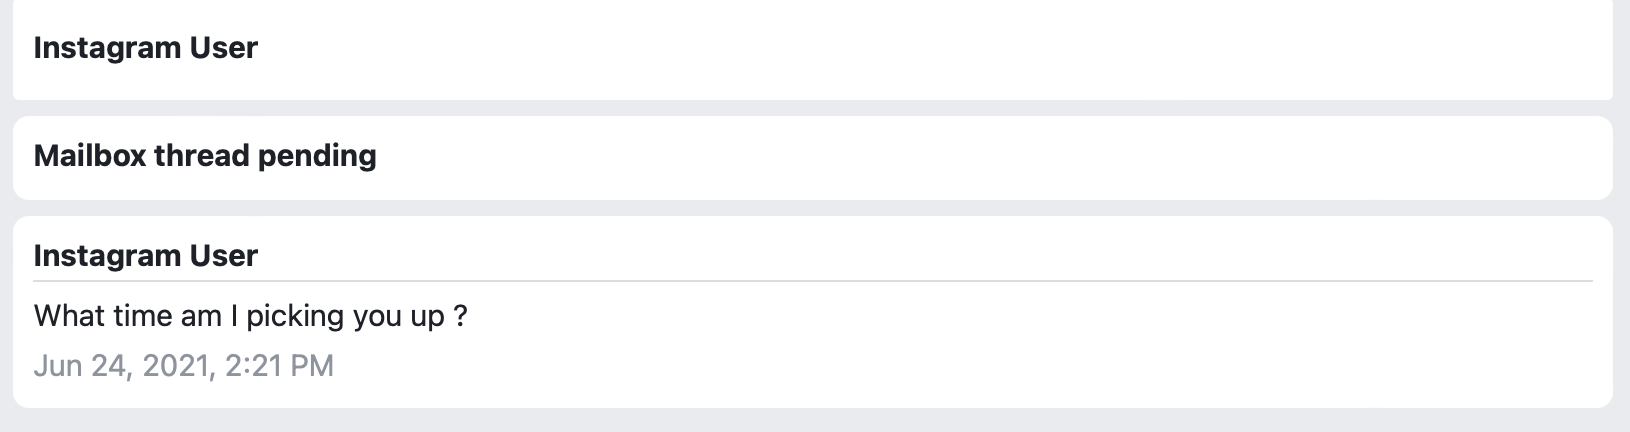 Instagram User
Mailbox thread pending
Instagram User
What time am I picking you up ?
Jun 24, 2021, 2:21 PM